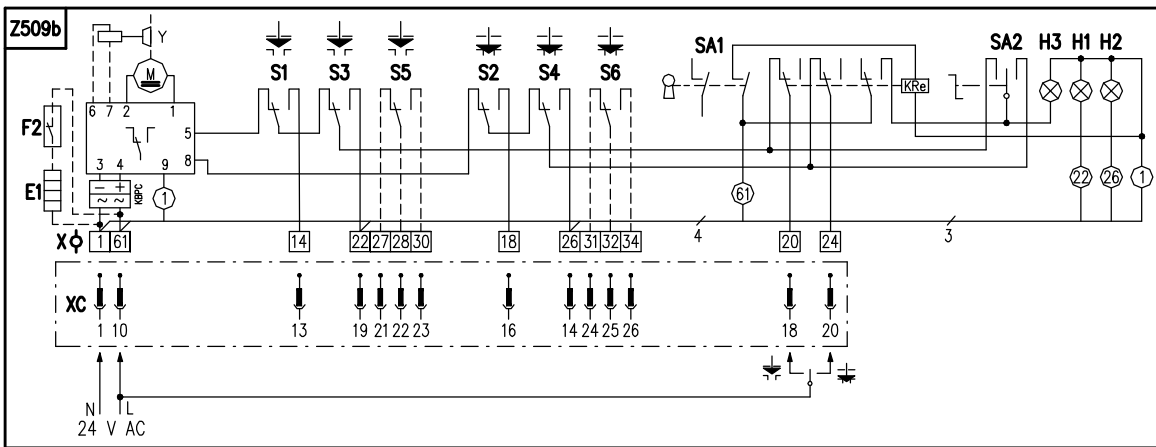 Z509b
Y
M
S1 S3 S5 S2 S4 S6 SA1 SA2 H3 H1 H2
KRe
6 7 2 1
5
8
3 4 9
F2
E1
− +
~ ~
KBPC
1 61 22 26 1
4 3
X 1 61 14 22 27 28 30 18 26 31 32 34 20 24
XC
1 10 13 19 21 22 23 16 14 24 25 26 18 20
N L
24 V AC